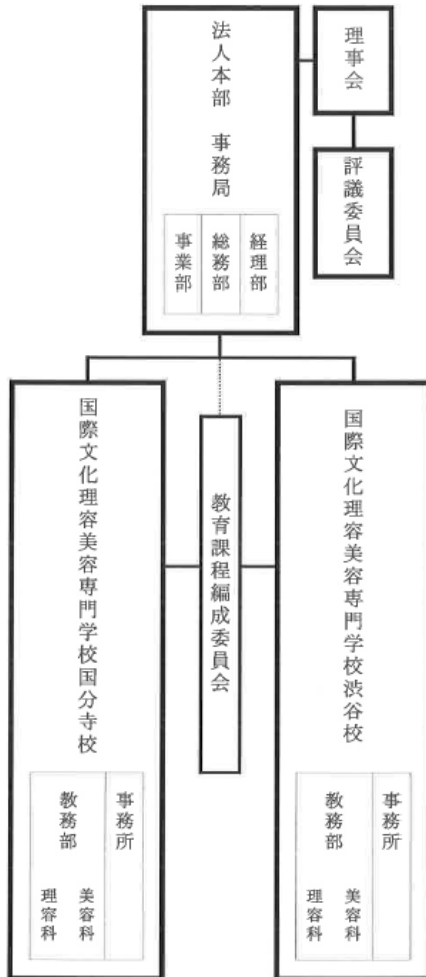 理事会
評議委員会
法人本部　事務局
経理部
総務部
事業部
国際文化理容美容専門学校渋谷校
事務所
教務部
美容科
理容科
教育課程編成委員会
国際文化理容美容専門学校国分寺校
事務所
教務部
美容科
理容科